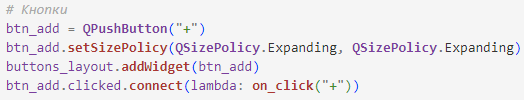 # Кнопки
btn_add = QPushButton("+")
btn_add.setSizePolicy(QSizePolicy.Expanding, QSizePolicy.Expanding)
buttons_layout.addWidget(btn_add)
btn_add.clicked.connect(lambda: on_click("+"))